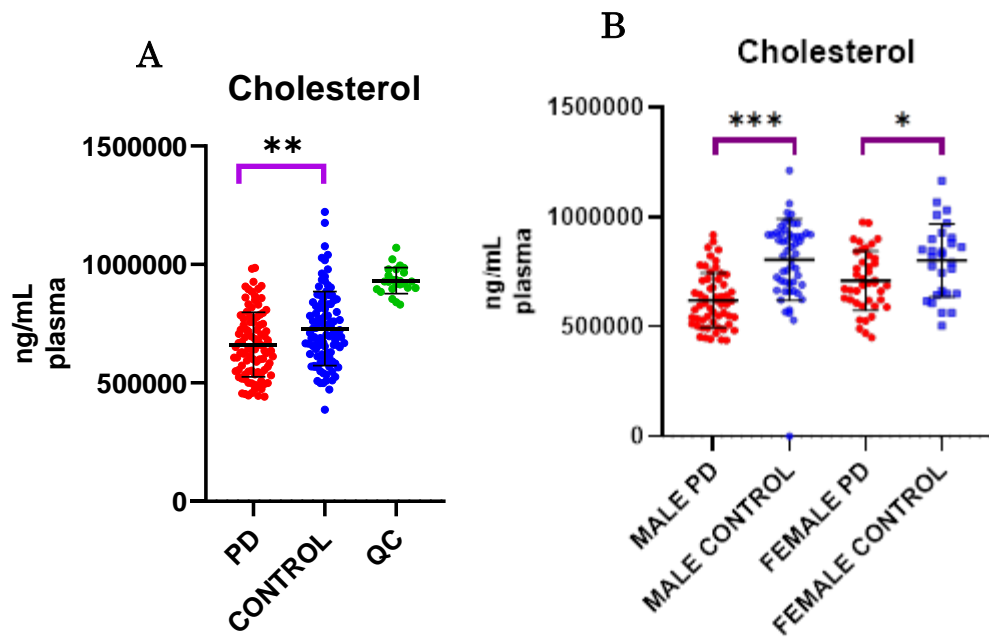 A
Cholesterol
1500000
1000000
500000
0
ng/mL
plasma
**
PD
CONTROL
QC
B
Cholesterol
1500000
1000000
500000
0
ng/mL
plasma
***
*
MALE PD
MALE CONTROL
FEMALE PD
FEMALE CONTROL